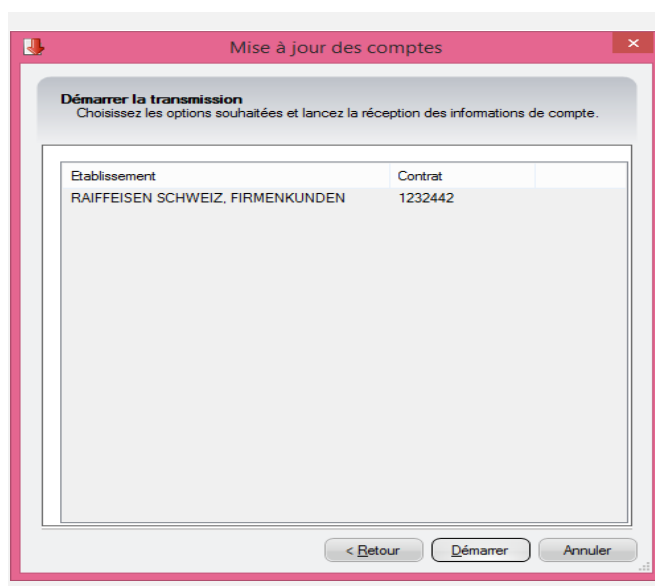 Mise à jour des comptes
Démarrer la transmission
Choisissez les options souhaitées et lancez la réception des informations de compte.
Etablissement Contrat
RAIFFEISEN SCHWEIZ, FIRMENKUNDEN 1232442
< Retour Démarrer Annuler